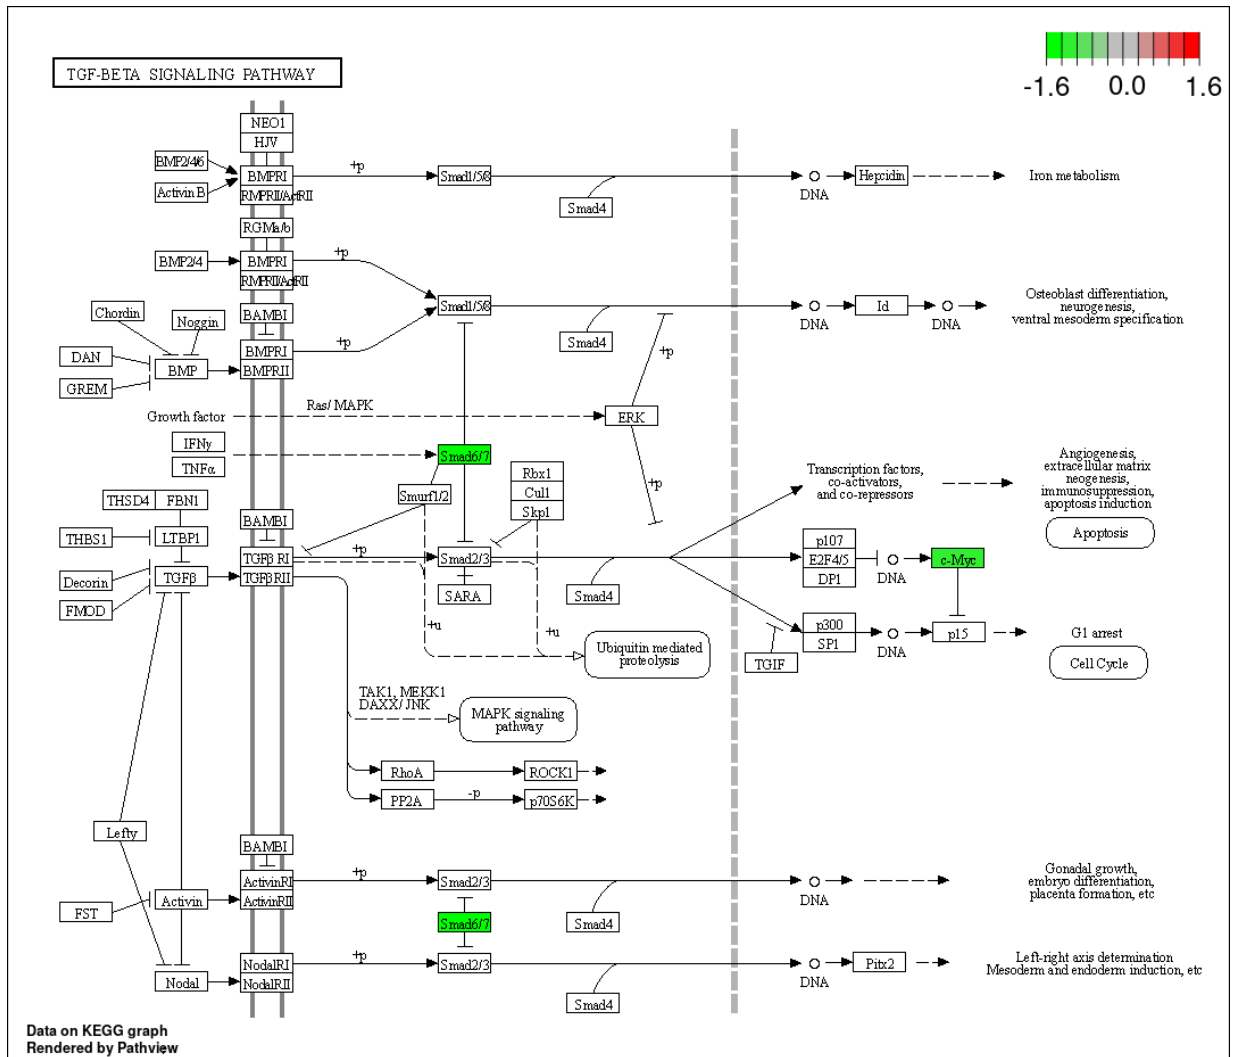 TGF-BETA SIGNALING PATHWAY
-1.6 0.0 1.6
NEO1
HJV
BMP2/4/6
Activin B
BMPRI
RMPRII/ActRII
+p
Smad1/5/8
Smad4
DNA
Hepcidin
Iron metabolism
RGMa/b
BMP2/4
BMPRI
RMPRII/ActRII
+p
Smad1/5/8
Smad4
DNA
Id
DNA
Osteoblast differentiation,
neurogenesis,
ventral mesoderm specification
Chordin
Noggin
BAMBI
DAN
GREM
BMP
BMPRI
BMPRII
+p
+p
Growth factor
Ras/ MAPK
ERK
IFNγ
TNFα
Smad6/7
Smurf1/2
Rbx1
Cul1
Skp1
+p
Transcription factors,
co-activators,
and co-repressors
Angiogenesis,
extracellular matrix
neogenesis,
immunosuppression,
apoptosis induction
Apoptosis
THSD4
FBN1
THBS1
LTBP1
BAMBI
Decorin
FMOD
TGFβ
TGFβ RI
TGFβ RII
+p
Smad2/3
SARA
Smad4
p107
E2F4/5
DP1
DNA
c-Myc
+u
+u
Ubiquitin mediated
proteolysis
TGIF
p300
SP1
DNA
p15
G1 arrest
Cell Cycle
TAK1, MEKK1
DAXX/ JNK
MAPK signaling
pathway
RhoA
ROCK1
PP2A
-p
p70S6K
Lefty
BAMBI
FST
Activin
ActivinRI
ActivinRII
+p
Smad2/3
Smad4
DNA
Gonadal growth,
embryo differentiation,
placenta formation, etc
Smad6/7
Nodal
NodalRI
NodalRII
+p
Smad2/3
Smad4
DNA
Pitx2
Left-right axis determination
Mesoderm and endoderm induction, etc
Data on KEGG graph
Rendered by Pathview